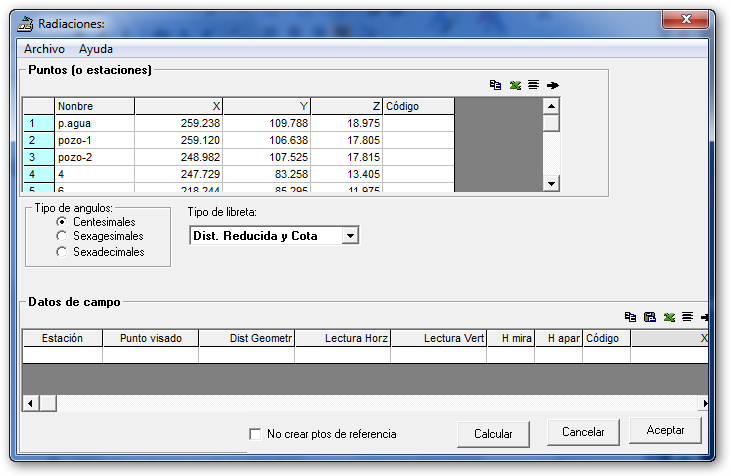 Radiaciones:
Archivo Ayuda
Puntos (o estaciones)
Nonbre X Y Z Código
1 p.agua 259.238 109.788 18.975
2 pozo-1 259.120 106.638 17.805
3 pozo-2 248.982 107.525 17.815
4 4 247.729 83.258 13.405
5 6 218.244 85.295 11.975
Tipo de angulos:
Centesimales
Sexagesimales
Sexadecimales
Tipo de libreta:
Dist. Reducida y Cota
Datos de campo
Estación Punto visado Dist Geometr Lectura Horz Lectura Vert H mira H apar Código X
No crear ptos de referencia
Calcular Cancelar Aceptar